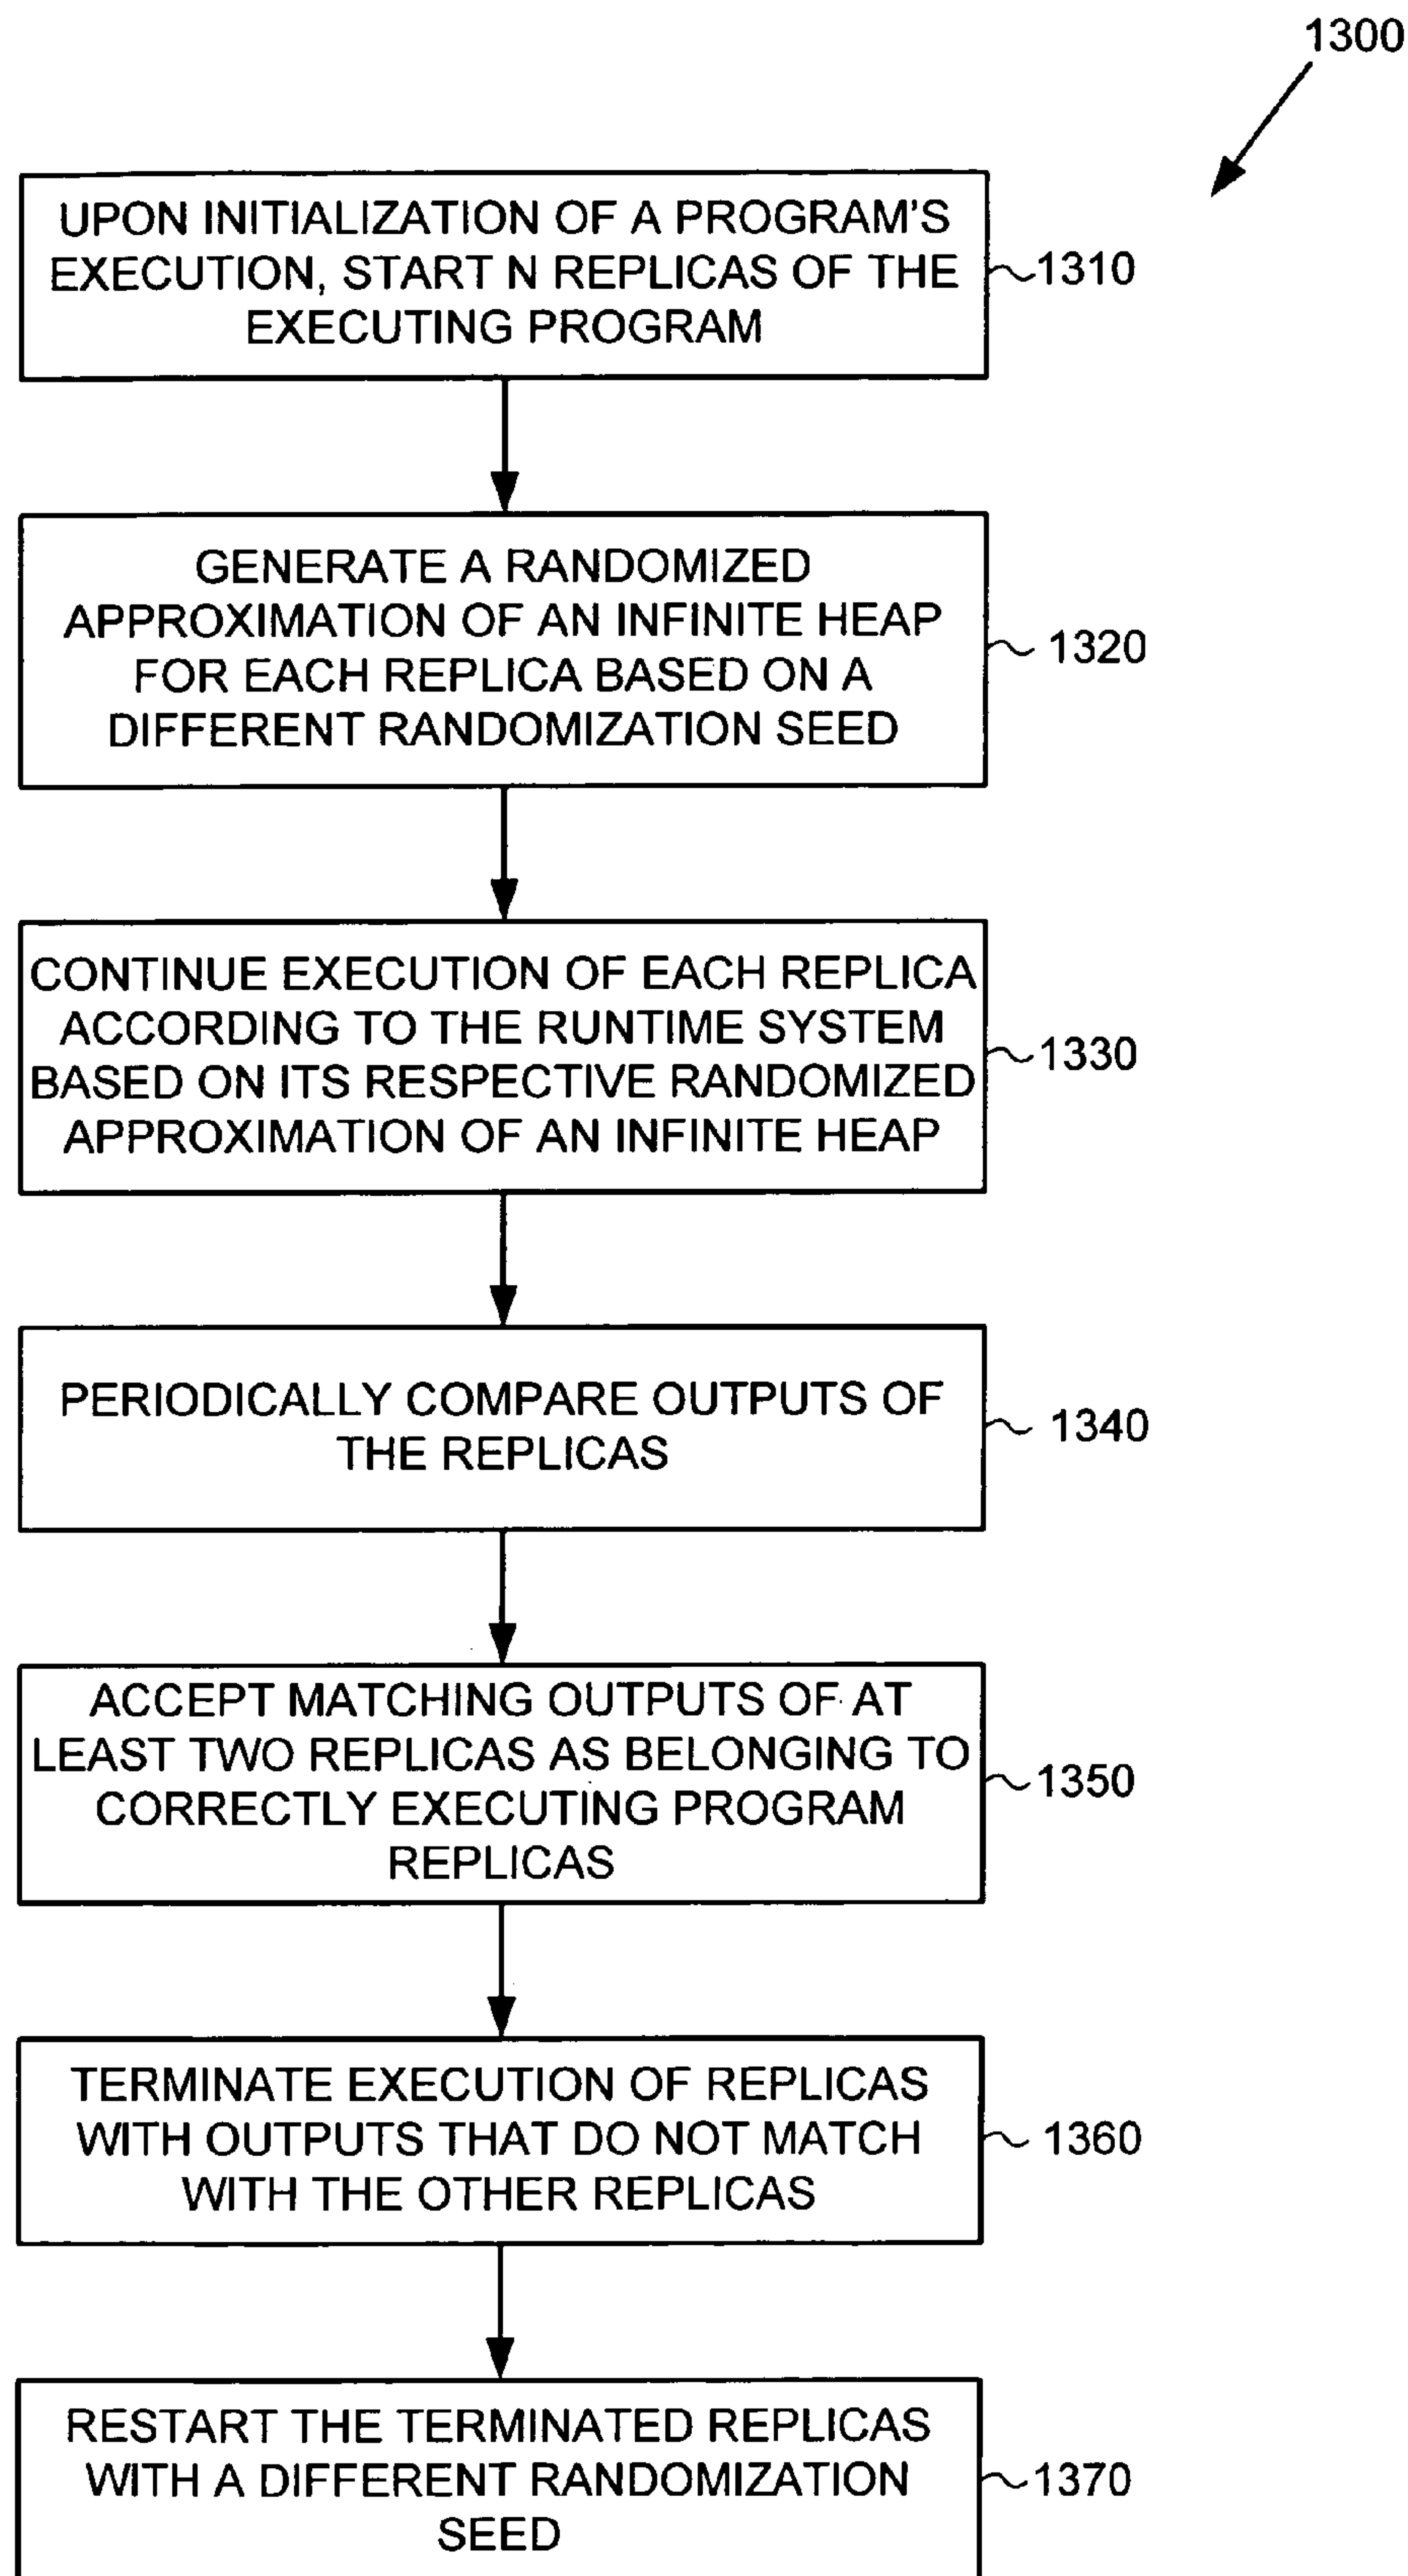 1300
UPON INITIALIZATION OF A PROGRAM'S
EXECUTION, START N REPLICAS OF THE
EXECUTING PROGRAM
1310
GENERATE A RANDOMIZED
APPROXIMATION OF AN INFINITE HEAP
FOR EACH REPLICA BASED ON A
DIFFERENT RANDOMIZATION SEED
1320
CONTINUE EXECUTION OF EACH REPLICA
ACCORDING TO THE RUNTIME SYSTEM
BASED ON ITS RESPECTIVE RANDOMIZED
APPROXIMATION OF AN INFINITE HEAP
1330
PERIODICALLY COMPARE OUTPUTS OF
THE REPLICAS
1340
ACCEPT MATCHING OUTPUTS OF AT
LEAST TWO REPLICAS AS BELONGING TO
CORRECTLY EXECUTING PROGRAM
REPLICAS
1350
TERMINATE EXECUTION OF REPLICAS
WITH OUTPUTS THAT DO NOT MATCH
WITH THE OTHER REPLICAS
1360
RESTART THE TERMINATED REPLICAS
WITH A DIFFERENT RANDOMIZATION
SEED
1370